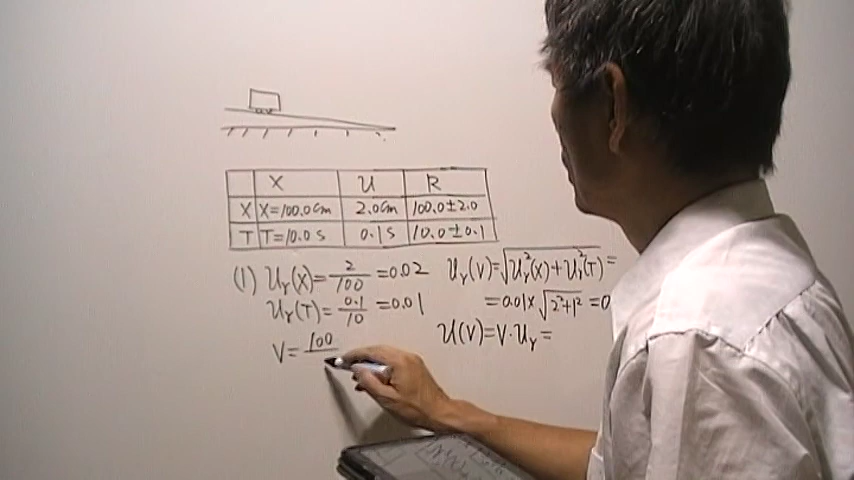 X U R
X X=100.0cm 2.0cm 100.0±2.0
T T=10.0s 0.1s 10.0±0.1
(1) Ur(X)=2/100=0.02
Ur(T)=0.1/10=0.01
V=100
Ur(V)=√(Ur²(X)+Ur²(T))=
=0.01×√(2²+1²)=0
U(V)=V·Ur=